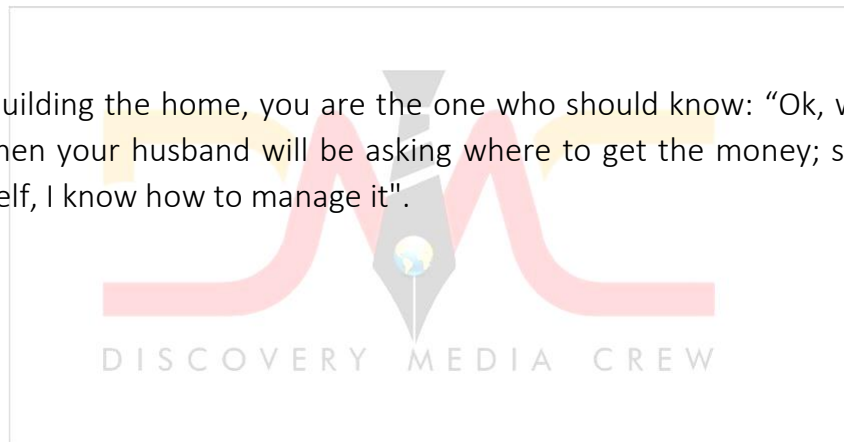 uilding the home, you are the one who should know: “Ok, w
hen your husband will be asking where to get the money; s
elf, I know how to manage it".
DISCOVERY MEDIA CREW